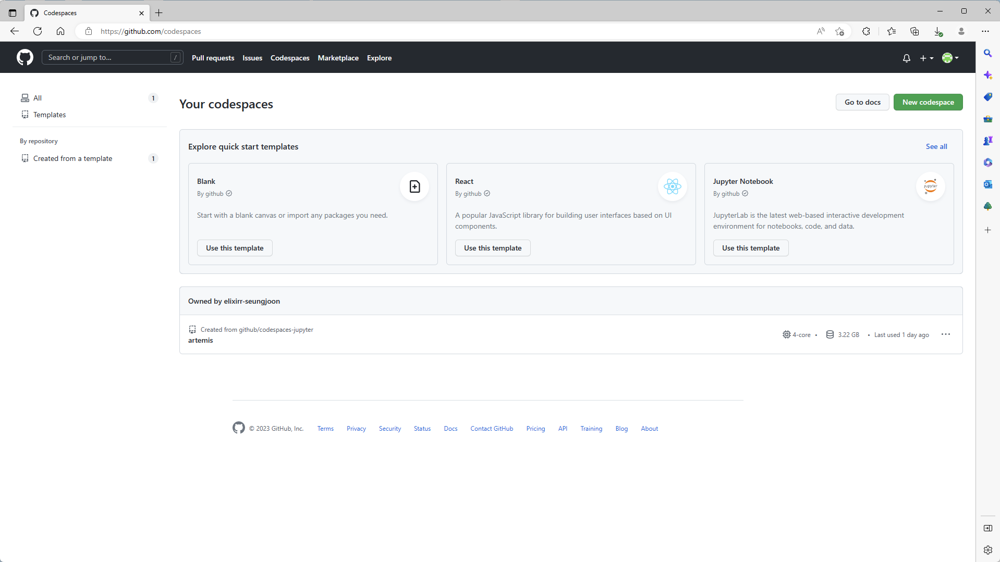 Codespaces
https://github.com/codespaces
Search or jump to... /
Pull requests Issues Codespaces Marketplace Explore
All 1
Templates
By repository
Created from a template 1
Your codespaces
Go to docs
New codespace
Explore quick start templates
See all
Blank
By github
Start with a blank canvas or import any packages you need.
Use this template
React
By github
A popular JavaScript library for building user interfaces based on UI
components.
Use this template
Jupyter Notebook
By github
jupyter
JupyterLab is the latest web-based interactive development
environment for notebooks, code, and data.
Use this template
Owned by elixirr-seungjoon
Created from github/codespaces-jupyter
artemis
4-core • 3.22 GB • Last used 1 day ago
© 2023 GitHub, Inc. Terms Privacy Security Status Docs Contact GitHub Pricing API Training Blog About